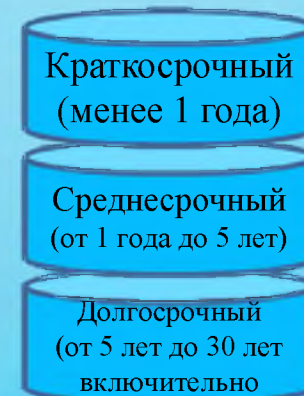 Краткосрочный
(менее 1 года)
Среднесрочный
(от 1 года до 5 лет)
Долгосрочный
(от 5 лет до 30 лет
включительно